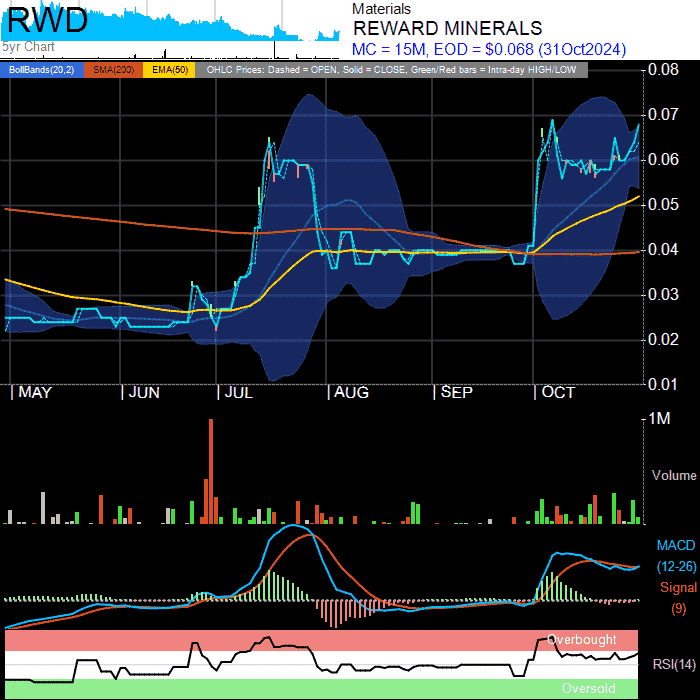 RWD
5yr Chart
Materials
REWARD MINERALS
MC = 15M, EOD = $0.068 (31Oct2024)
BollBands(20,2) SMA(200) EMA(50) OHLC Prices: Dashed = OPEN, Solid = CLOSE, Green/Red bars = Intra-day HIGH/LOW
0.08
0.07
0.06
0.05
0.04
0.03
0.02
0.01
MAY JUN JUL AUG SEP OCT
1M
Volume
MACD
(12-26)
Signal
(9)
Overbought
RSI(14)
Oversold